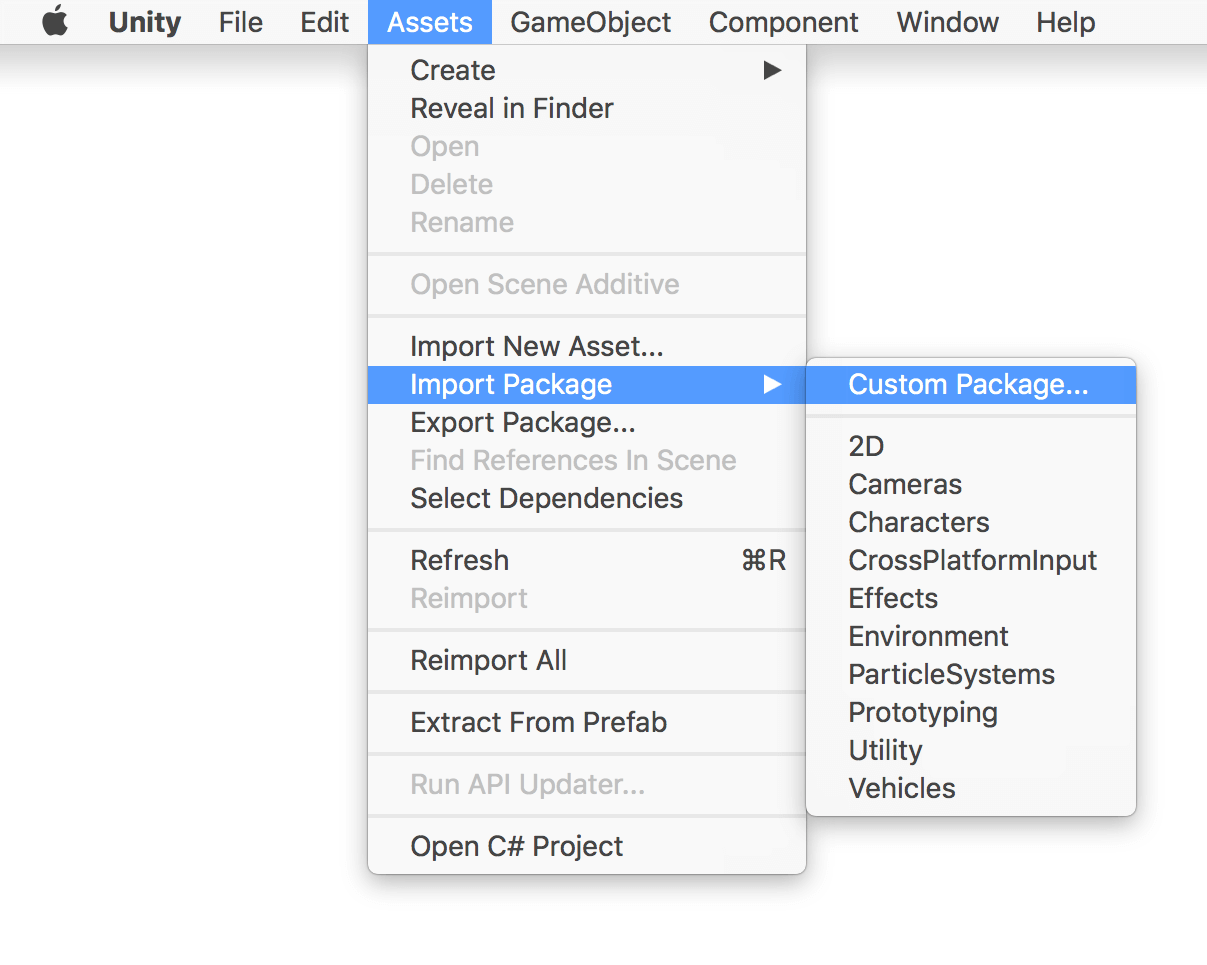 Unity File Edit Assets GameObject Component Window Help
Create
Reveal in Finder
Open
Delete
Rename
Open Scene Additive
Import New Asset...
Import Package
Export Package...
Find References In Scene
Select Dependencies
Refresh ⌘R
Reimport
Reimport All
Extract From Prefab
Run API Updater...
Open C# Project
Custom Package...
2D
Cameras
Characters
CrossPlatformInput
Effects
Environment
ParticleSystems
Prototyping
Utility
Vehicles